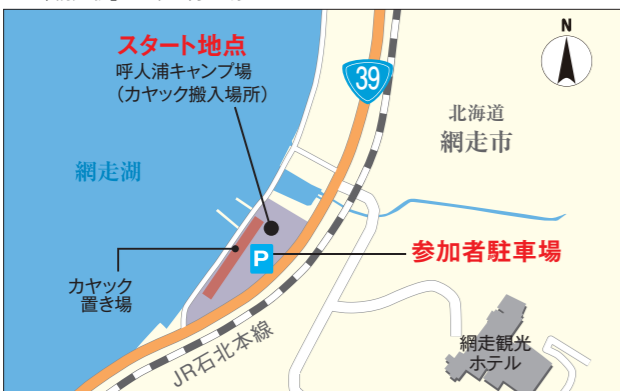 スタート地点
呼人浦キャンプ場
（カヤック搬入場所）
N
39
北海道
網走市
網走湖
P
参加者駐車場
カヤック
置き場
JR石北本線
網走観光
ホテル